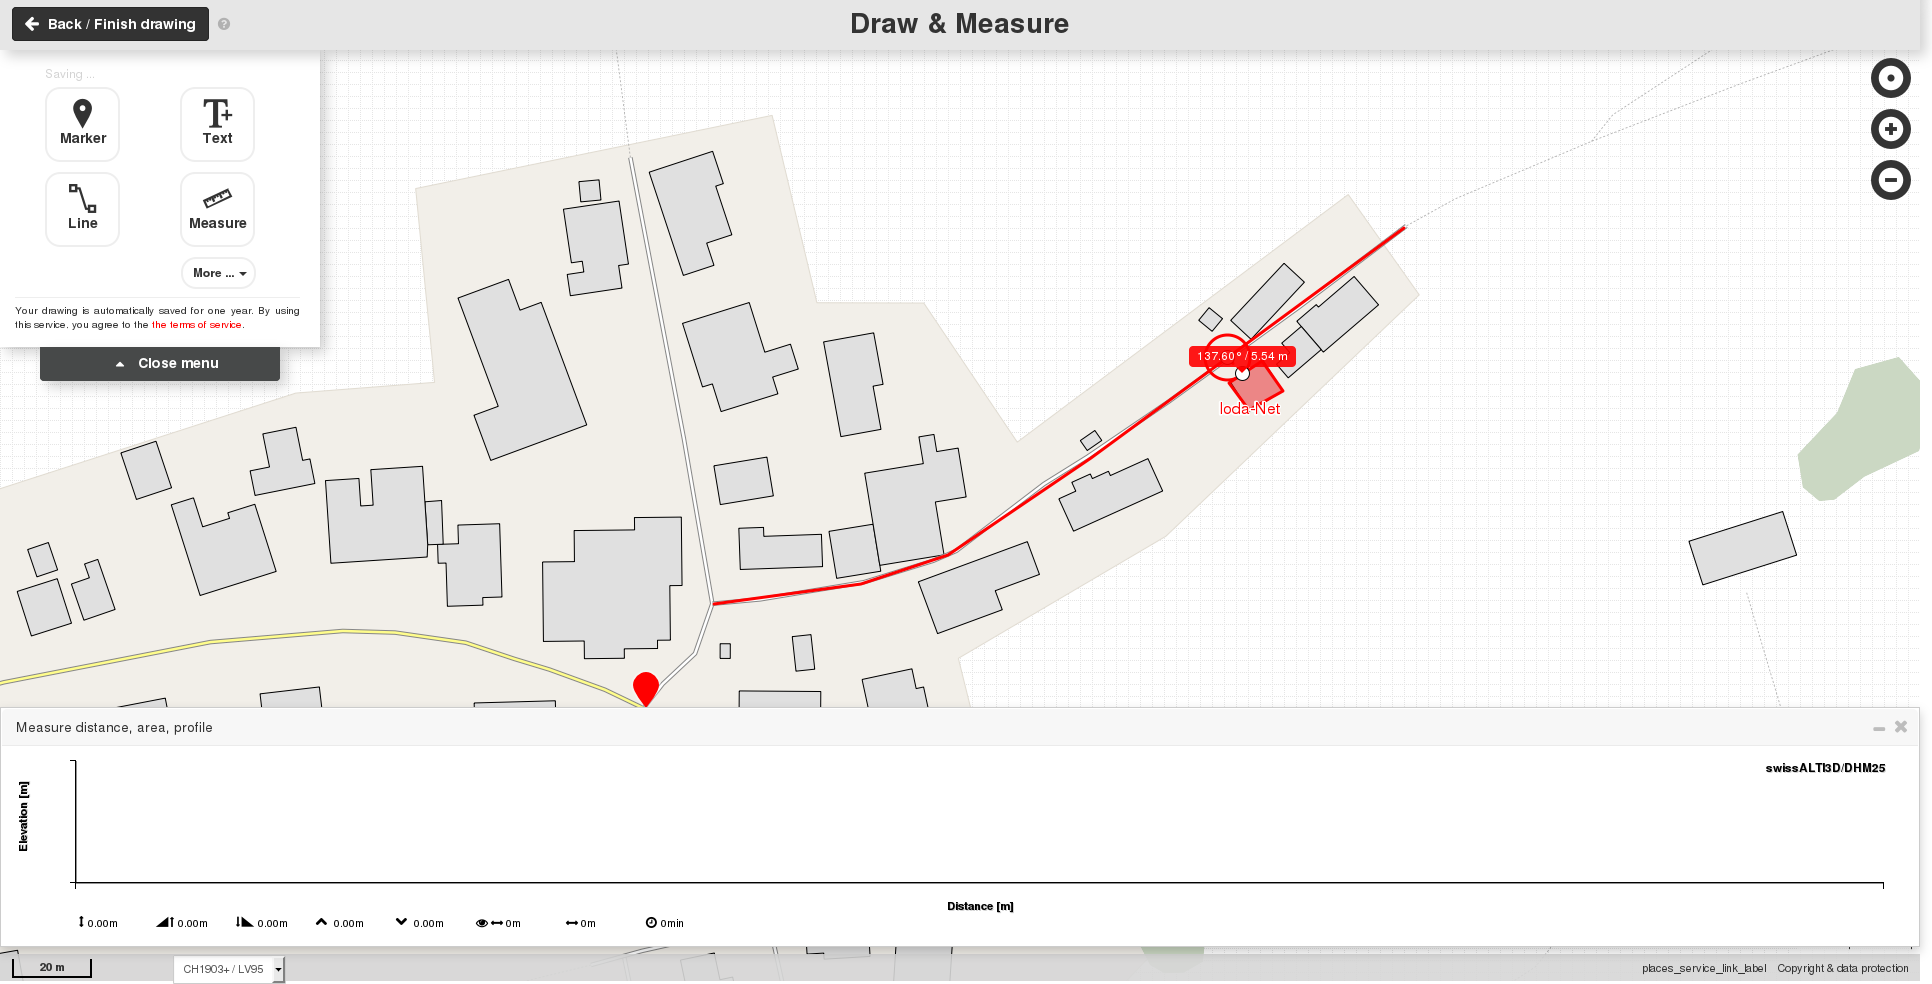 Back / Finish drawing
Draw & Measure
Saving ...
Marker
Text
Line
Measure
More ...
Your drawing is automatically saved for one year. By using
this service, you agree to the the terms of service.
Close menu
137.60° / 5.54 m
Ioda-Net
Measure distance, area, profile
swissALTI3D/DHM25
Elevation [m]
Distance [m]
0.00m
0.00m
0.00m
0.00m
0.00m
0m
0m
0min
20 m
CH1903+ / LV95
places_service_link_label
Copyright & data protection